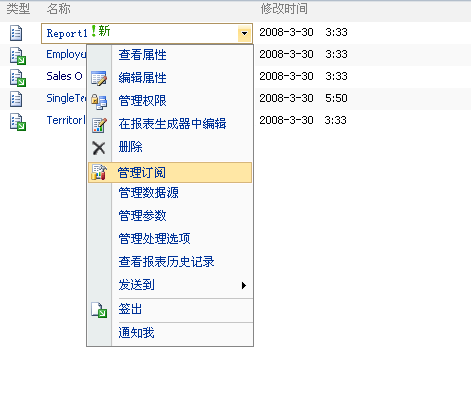 类型 名称 修改时间
Report1 !新 2008-3-30 3:33
2008-3-30 3:33
Sales O 2008-3-30 3:33
2008-3-30 5:50
2008-3-30 3:33
查看属性
编辑属性
管理权限
在报表生成器中编辑
删除
管理订阅
管理数据源
管理参数
管理处理选项
查看报表历史记录
发送到
签出
通知我